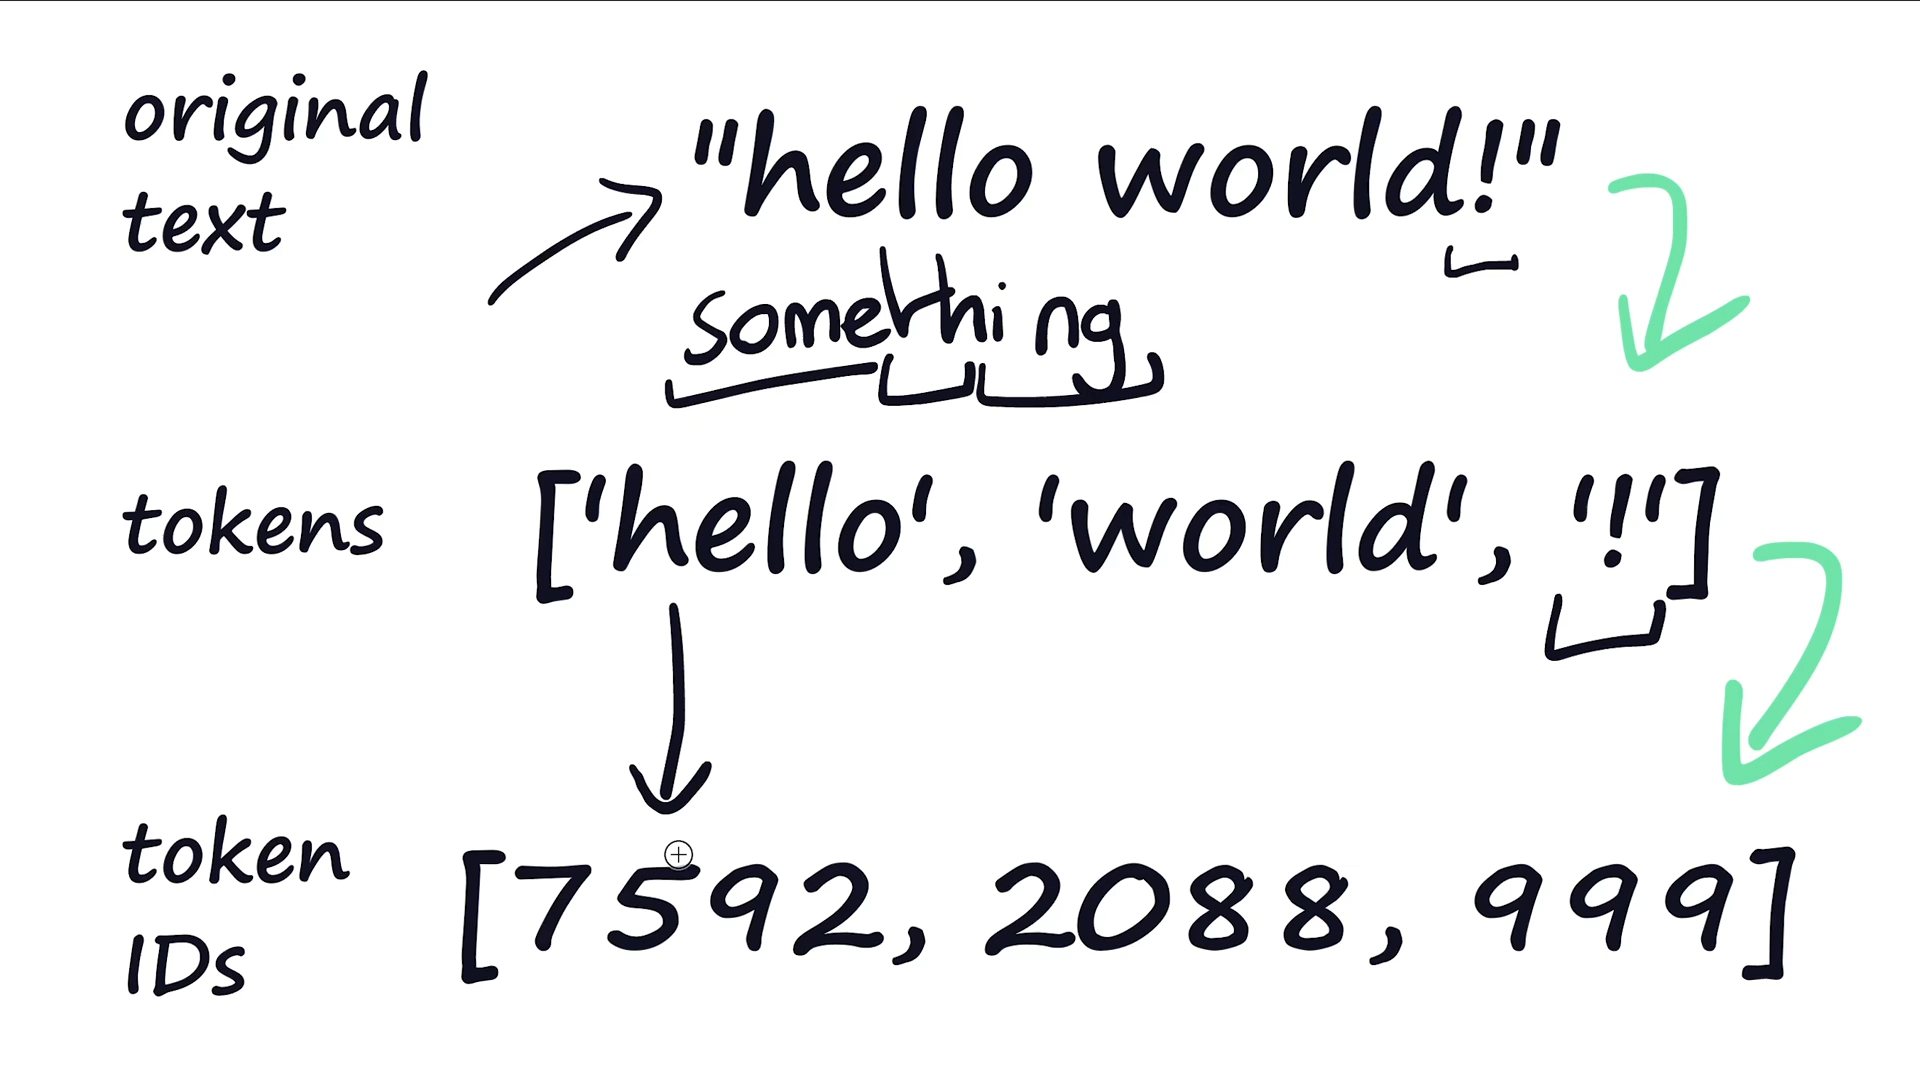 original
text
"hello world!"
something
tokens
['hello', 'world', '!']
token
IDs
[7592, 2088, 999]